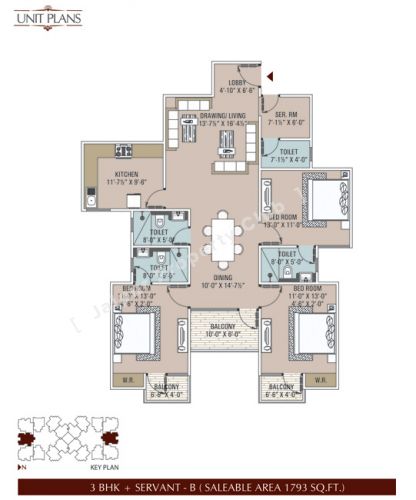 UNIT PLANS
LOBBY
4'-10" X 6'-6"
DRAWING/ LIVING
13'-7½" X 16'-4½"
SER. RM
7'-1½" X 6'-0"
TOILET
7'-1½" X 4'-0"
KITCHEN
11'-7½" X 9'-6"
BED ROOM
13'-0" X 11'-0"
TOILET
8'-0" X 5'-0"
TOILET
8'-0" X 5'-0"
TOILET
8'-0" X 5'-0"
DINING
10'-0" X 14'-7½"
BED ROOM
X 13'-0"
X 2'-0"
BED ROOM
11'-0" X 13'-0"
4'-6" X 2'-0"
BALCONY
10'-0" X 6'-0"
W.R.
W.R.
BALCONY
6'-6" X 4'-0"
BALCONY
6'-6" X 4'-0"
N
KEY PLAN
3 BHK + SERVANT - B ( SALEABLE AREA 1793 SQ.FT.)